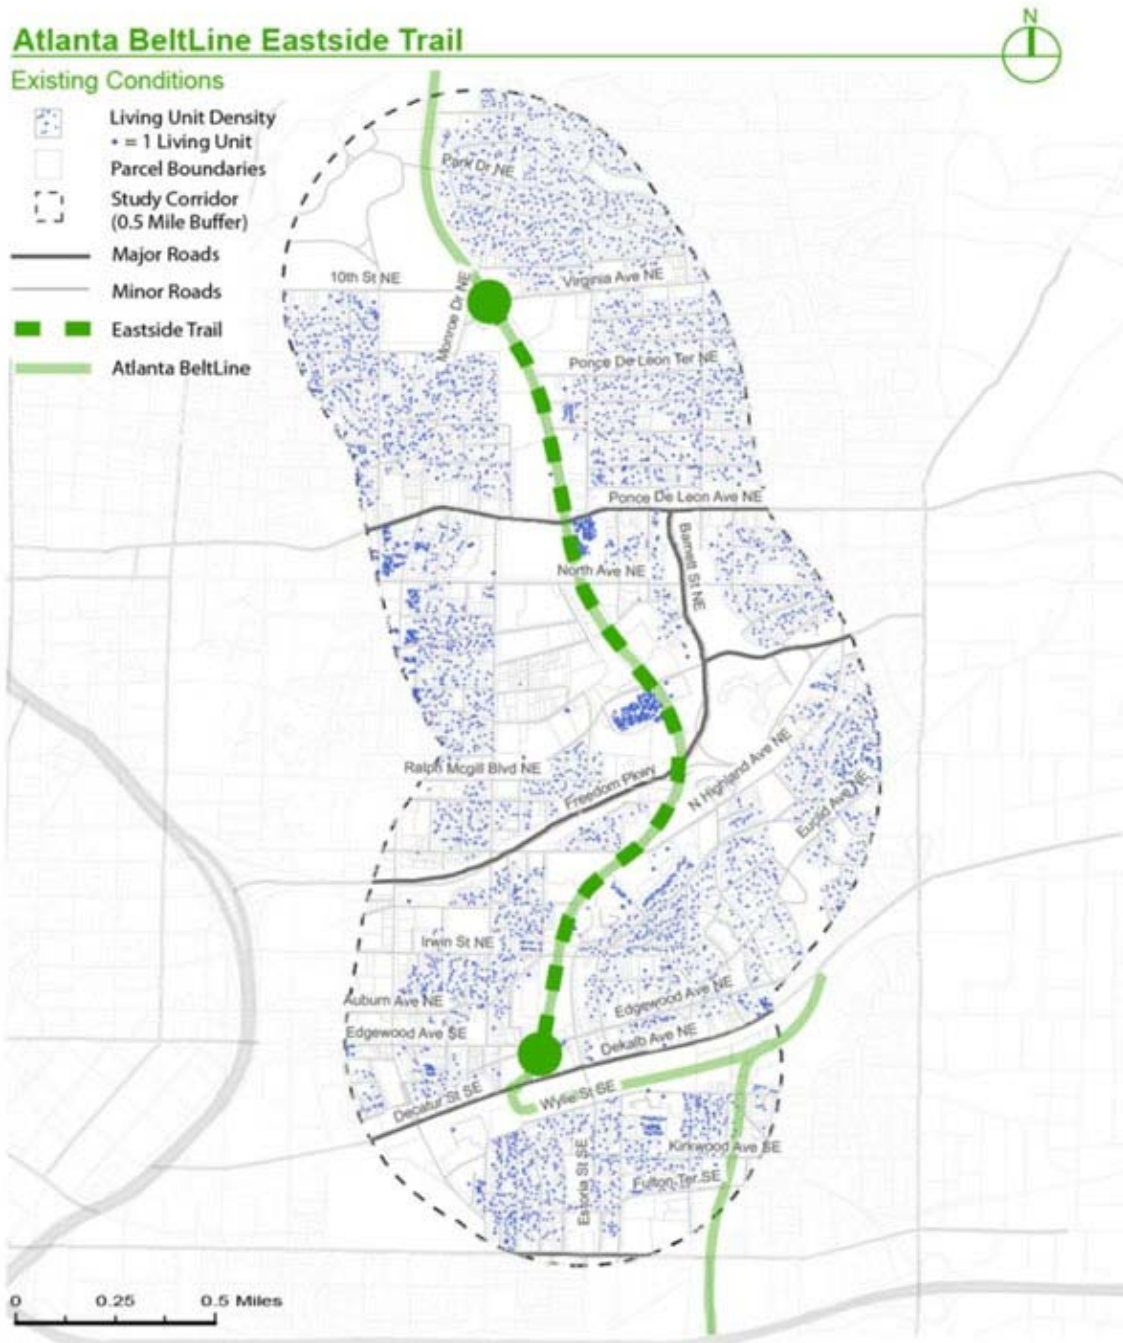 N
Atlanta BeltLine Eastside Trail
Existing Conditions
Living Unit Density
• = 1 Living Unit
Parcel Boundaries
Study Corridor
(0.5 Mile Buffer)
Major Roads
Minor Roads
Eastside Trail
Atlanta BeltLine
Park Dr NE
10th St NE
Virginia Ave NE
Monroe Dr NE
Ponce De Leon Ter NE
Ponce De Leon Ave NE
Barnett St NE
North Ave NE
Ralph Mcgill Blvd NE
Freedom Pkwy
N Highland Ave NE
Euclid Ave NE
Irwin St NE
Auburn Ave NE
Edgewood Ave NE
Edgewood Ave SE
Dekalb Ave NE
Decatur St SE
Wylie St SE
Kirkwood Ave SE
Estoria St SE
Fulton Ter SE
0 0.25 0.5 Miles